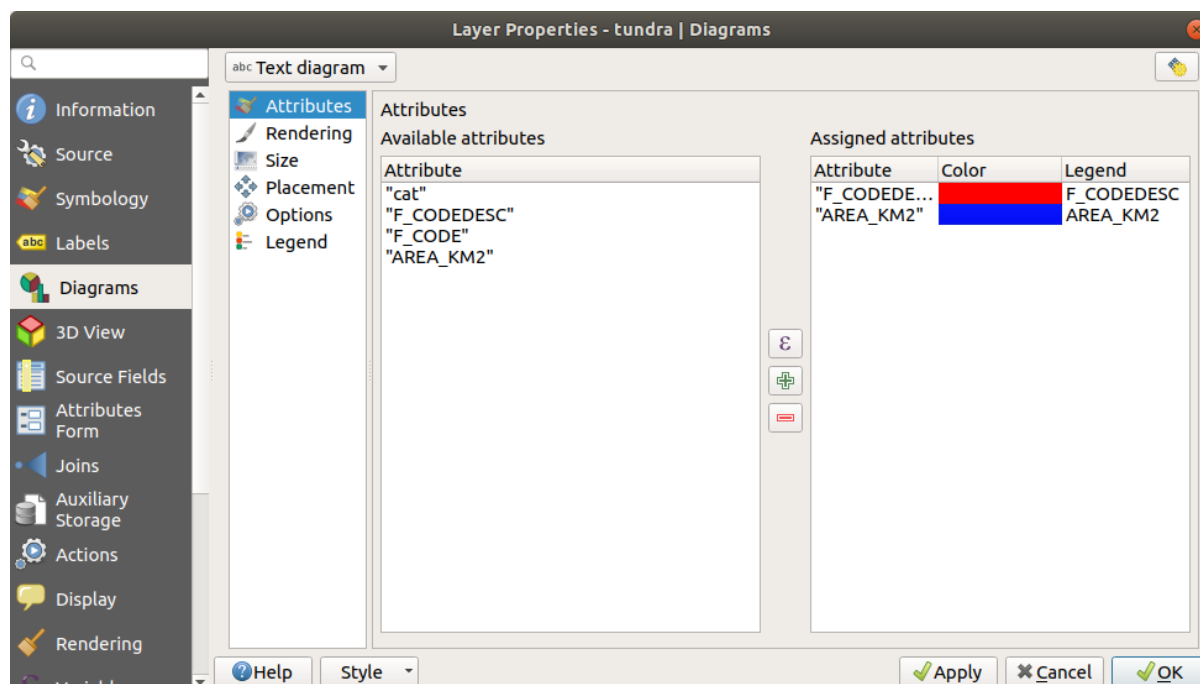 Layer Properties - tundra | Diagrams
abc Text diagram
Information
Source
Symbology
abc Labels
Diagrams
3D View
Source Fields
Attributes
Form
Joins
Auxiliary
Storage
Actions
Display
Rendering
Attributes
Rendering
Size
Placement
Options
Legend
Attributes
Available attributes
Attribute
"cat"
"F_CODEDESC"
"F_CODE"
"AREA_KM2"
ε
Assigned attributes
Attribute Color Legend
"F_CODEDE... F_CODEDESC
"AREA_KM2" AREA_KM2
Help Style Apply Cancel OK